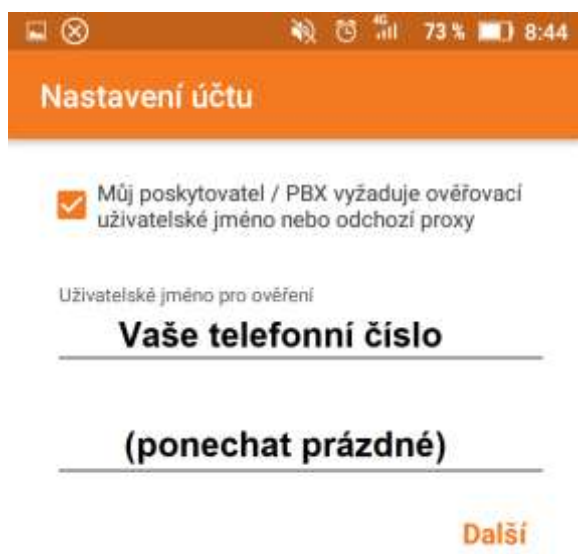 4G 73 % 8:44
Nastavení účtu
Můj poskytovatel / PBX vyžaduje ověřovací
uživatelské jméno nebo odchozí proxy
Uživatelské jméno pro ověření
Vaše telefonní číslo
(ponechat prázdné)
Další